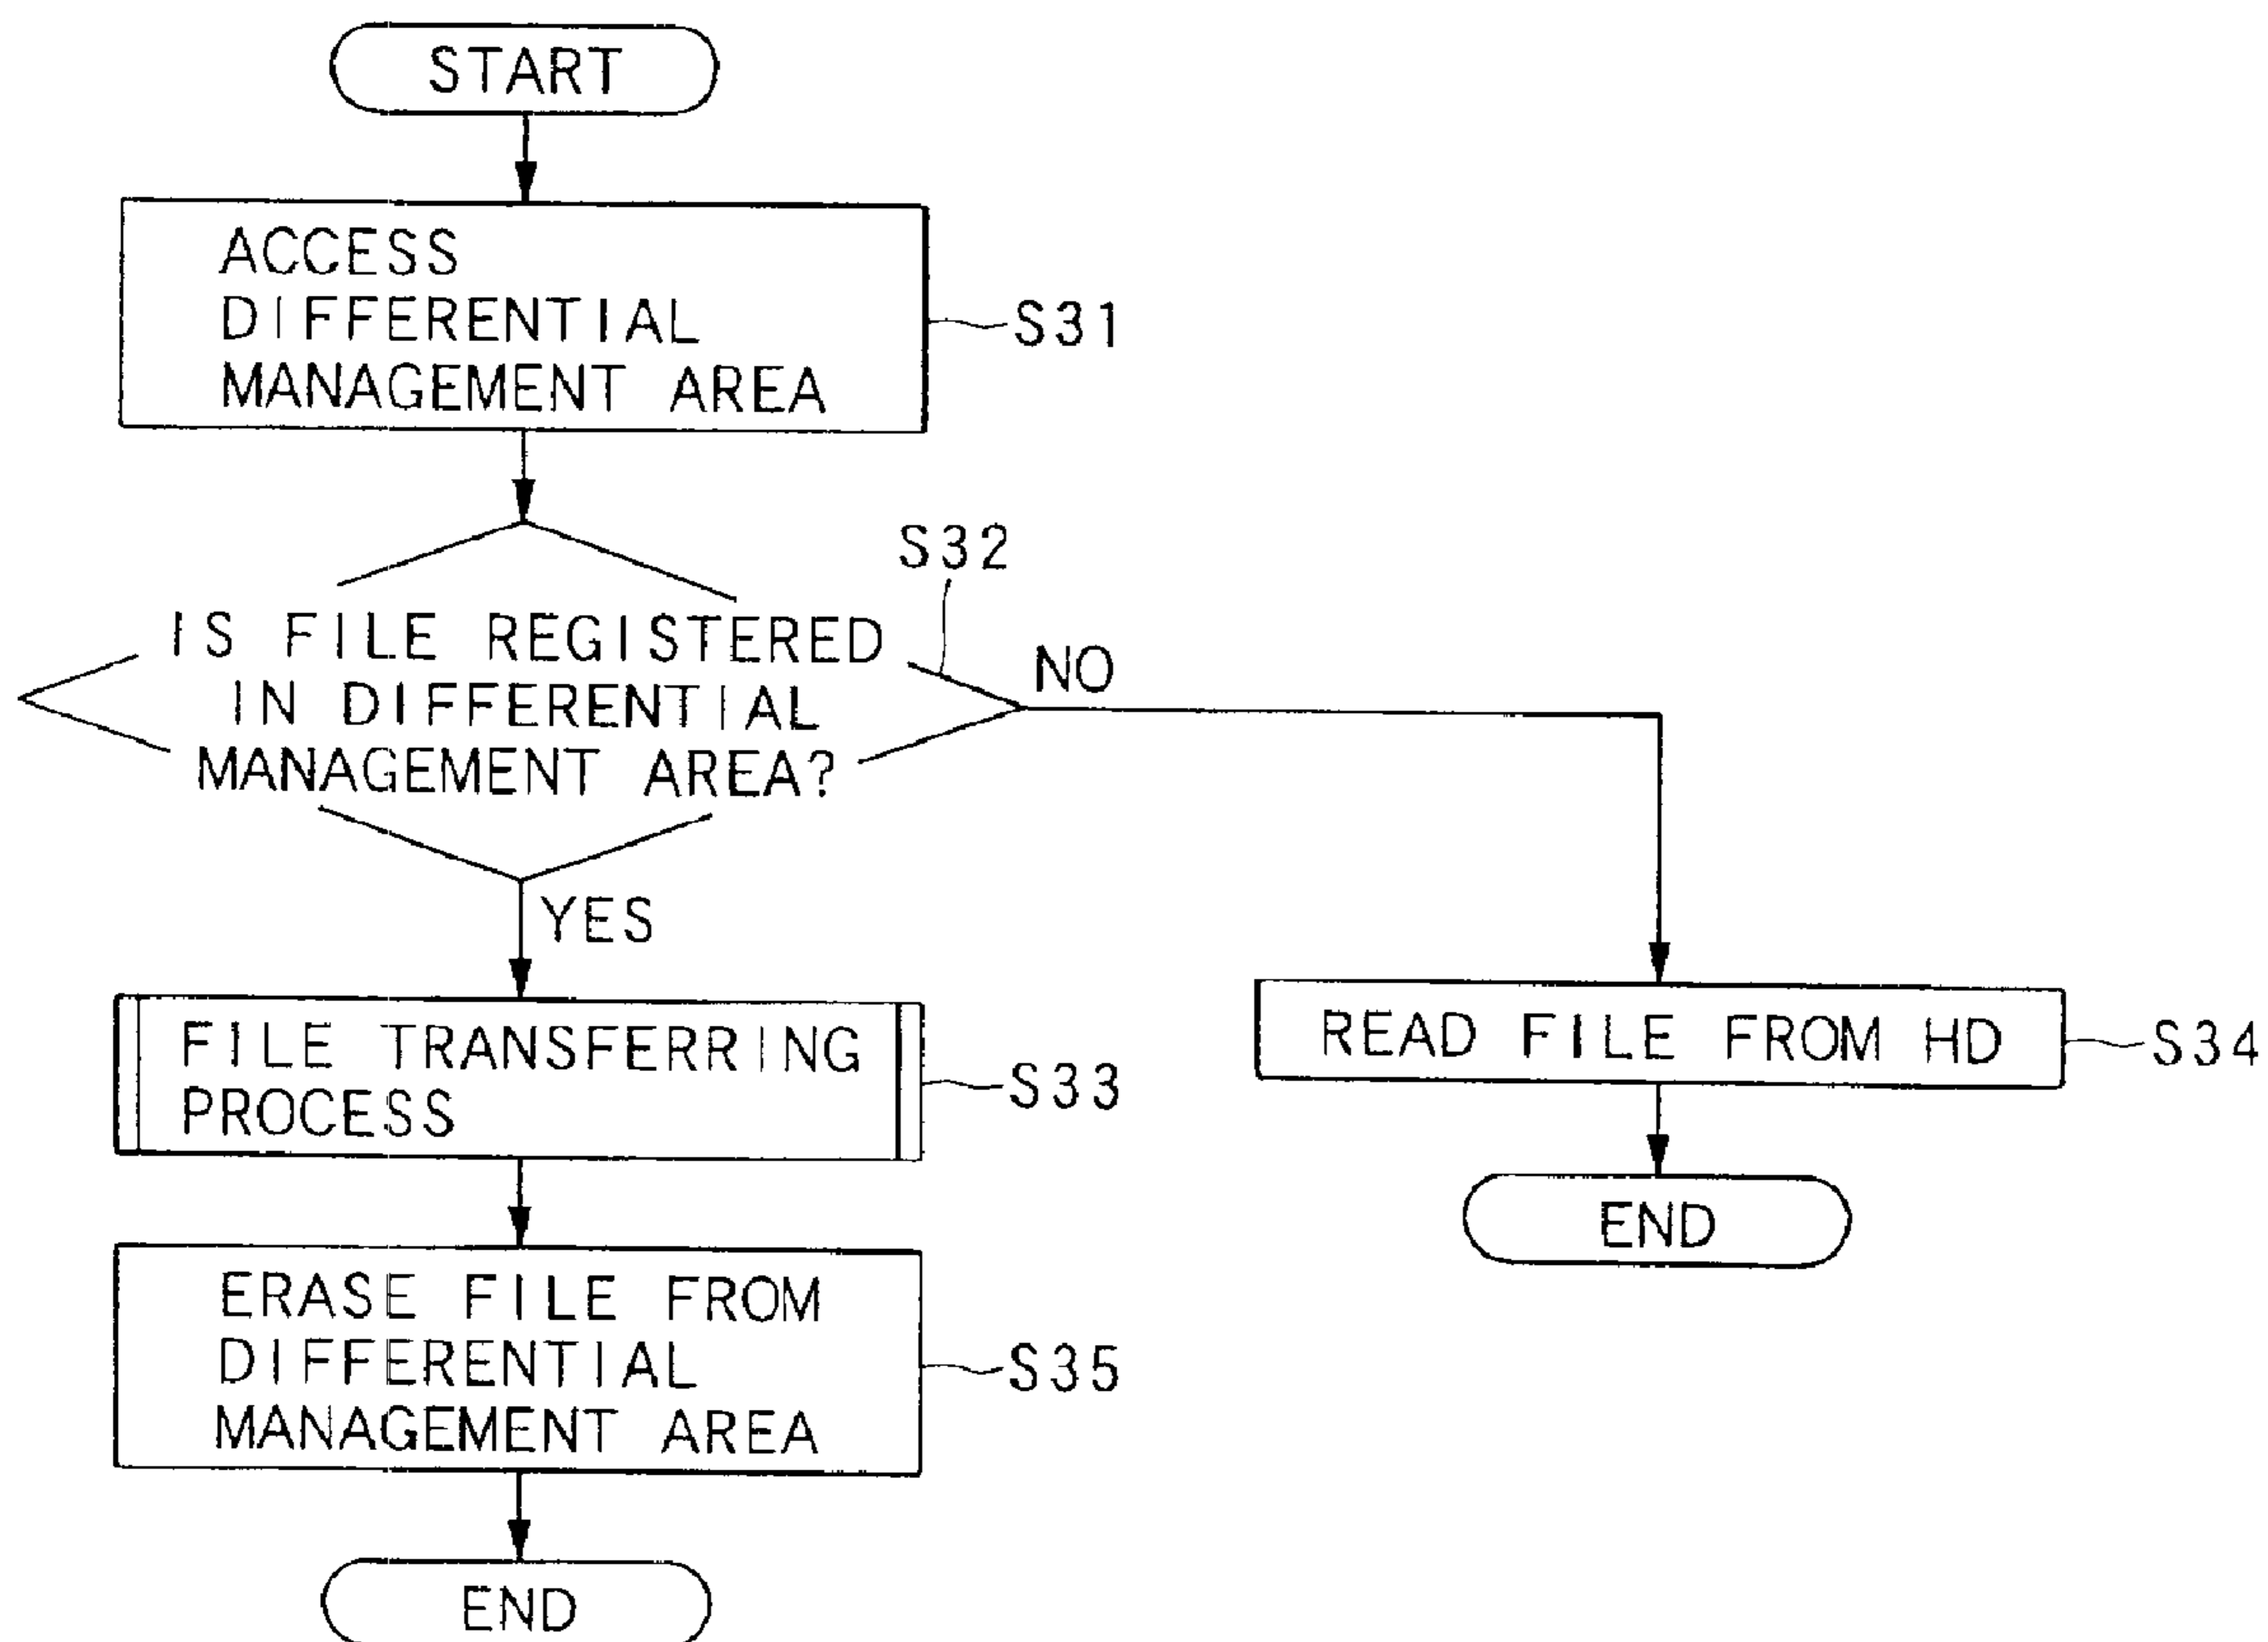 START
ACCESS
DIFFERENTIAL
MANAGEMENT AREA
S31
S32
IS FILE REGISTERED
IN DIFFERENTIAL
MANAGEMENT AREA?
NO
YES
FILE TRANSFERRING
PROCESS
S33
READ FILE FROM HD
S34
END
ERASE FILE FROM
DIFFERENTIAL
MANAGEMENT AREA
S35
END